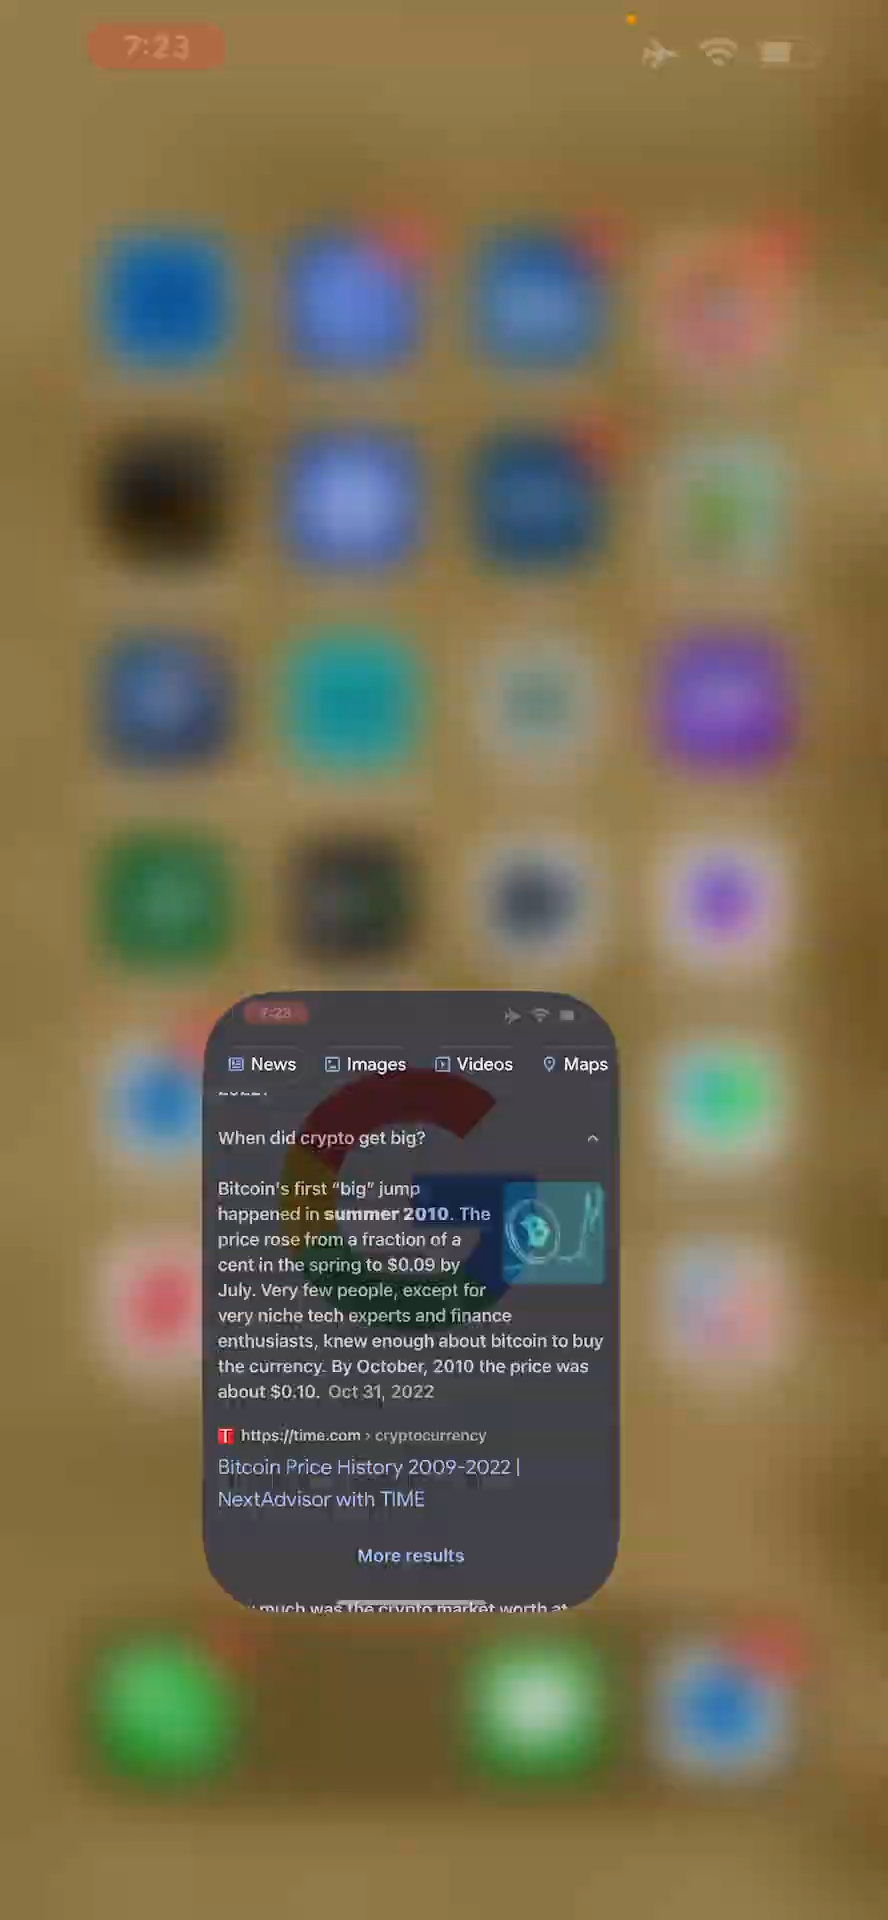 7:23
7:23
News Images Videos Maps
When did crypto get big?
Bitcoin's first “big” jump
happened in summer 2010. The
price rose from a fraction of a
cent in the spring to $0.09 by
July. Very few people, except for
very niche tech experts and finance
enthusiasts, knew enough about bitcoin to buy
the currency. By October, 2010 the price was
about $0.10. Oct 31, 2022
T https://time.com › cryptocurrency
Bitcoin Price History 2009-2022 |
NextAdvisor with TIME
More results
much was the crypto market worth at